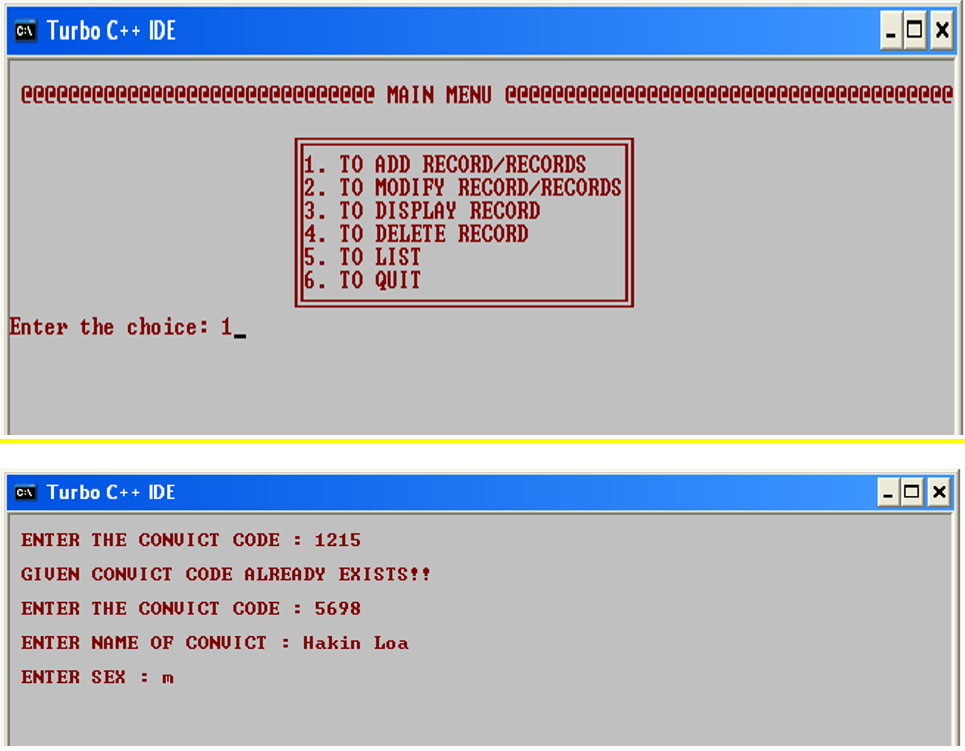 Turbo C++ IDE
@@@@@@@@@@@@@@@@@@@@@@@@@@@@@@ MAIN MENU @@@@@@@@@@@@@@@@@@@@@@@@@@@@@@@@@@@@@@
1. TO ADD RECORD/RECORDS
2. TO MODIFY RECORD/RECORDS
3. TO DISPLAY RECORD
4. TO DELETE RECORD
5. TO LIST
6. TO QUIT
Enter the choice: 1_
Turbo C++ IDE
ENTER THE CONVICT CODE : 1215
GIVEN CONVICT CODE ALREADY EXISTS!!
ENTER THE CONVICT CODE : 5698
ENTER NAME OF CONVICT : Hakin Loa
ENTER SEX : m